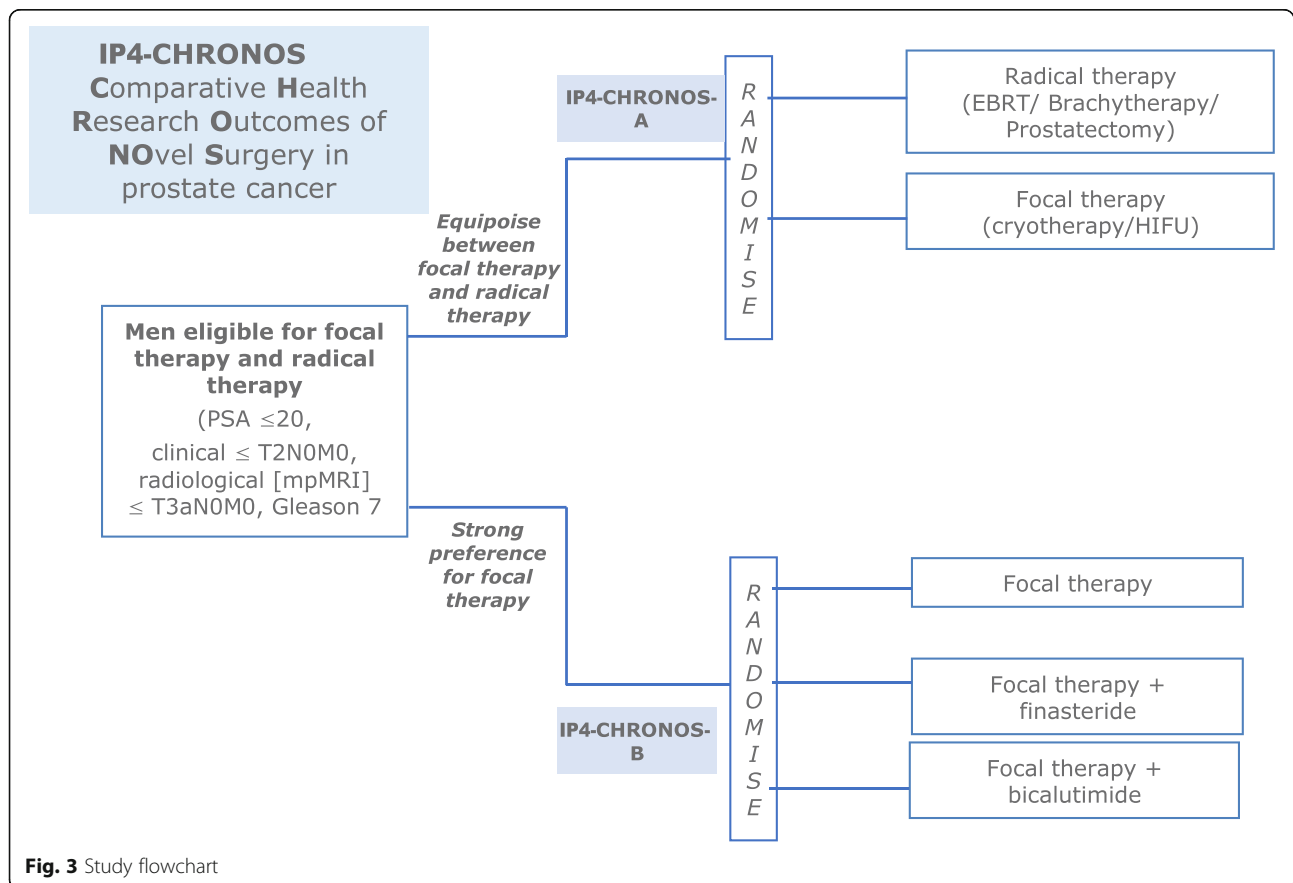 IP4-CHRONOS
Comparative Health
Research Outcomes of
NOvel Surgery in
prostate cancer
IP4-CHRONOS-
A
R
A
N
D
O
M
I
S
E
Radical therapy
(EBRT/ Brachytherapy/
Prostatectomy)
Focal therapy
(cryotherapy/HIFU)
Equipoise
between
focal therapy
and radical
therapy
Men eligible for focal
therapy and radical
therapy
(PSA ≤20,
clinical ≤ T2N0M0,
radiological [mpMRI]
≤ T3aN0M0, Gleason 7
Strong
preference
for focal
therapy
IP4-CHRONOS-
B
R
A
N
D
O
M
I
S
E
Focal therapy
Focal therapy +
finasteride
Focal therapy +
bicalutimide
Fig. 3 Study flowchart